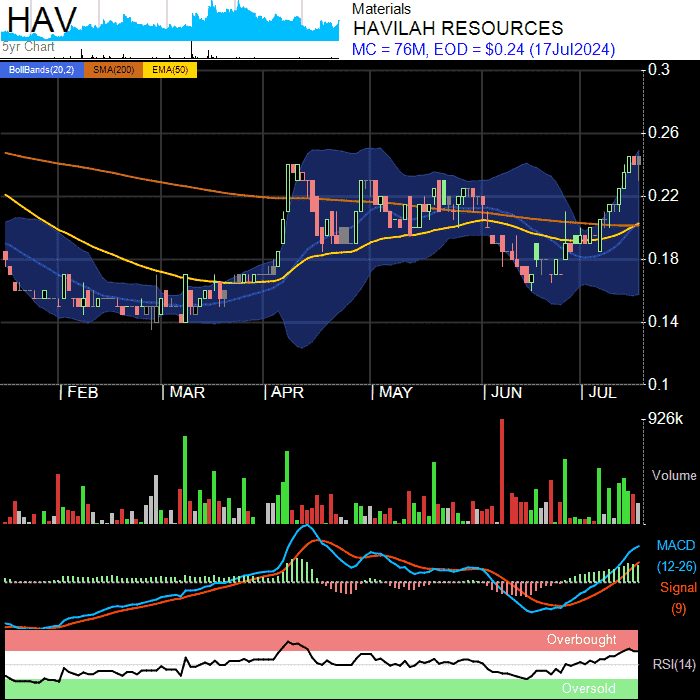 HAV
5yr Chart
Materials
HAVILAH RESOURCES
MC = 76M, EOD = $0.24 (17Jul2024)
BollBands(20,2) SMA(200) EMA(50)
0.3
0.26
0.22
0.18
0.14
0.1
FEB MAR APR MAY JUN JUL
926k
Volume
MACD
(12-26)
Signal
(9)
Overbought
RSI(14)
Oversold